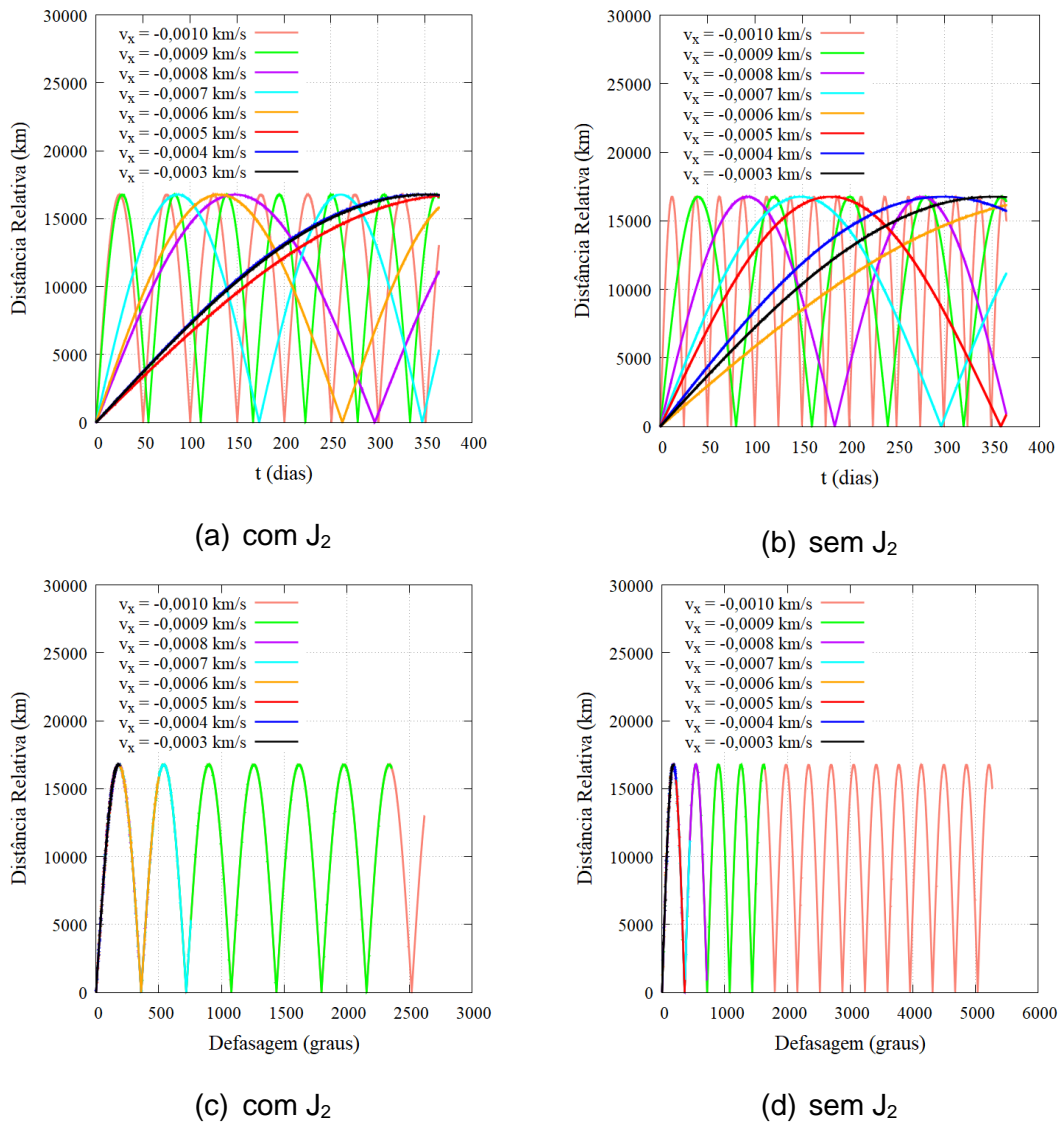 30000
25000
20000
15000
10000
5000
0
Distância Relativa (km)
vx = -0,0010 km/s
vx = -0,0009 km/s
vx = -0,0008 km/s
vx = -0,0007 km/s
vx = -0,0006 km/s
vx = -0,0005 km/s
vx = -0,0004 km/s
vx = -0,0003 km/s
0 50 100 150 200 250 300 350 400
t (dias)
(a) com J₂
30000
25000
20000
15000
10000
5000
0
Distância Relativa (km)
vx = -0,0010 km/s
vx = -0,0009 km/s
vx = -0,0008 km/s
vx = -0,0007 km/s
vx = -0,0006 km/s
vx = -0,0005 km/s
vx = -0,0004 km/s
vx = -0,0003 km/s
0 50 100 150 200 250 300 350 400
t (dias)
(b) sem J₂
30000
25000
20000
15000
10000
5000
0
Distância Relativa (km)
vx = -0,0010 km/s
vx = -0,0009 km/s
vx = -0,0008 km/s
vx = -0,0007 km/s
vx = -0,0006 km/s
vx = -0,0005 km/s
vx = -0,0004 km/s
vx = -0,0003 km/s
0 500 1000 1500 2000 2500 3000
Defasagem (graus)
(c) com J₂
30000
25000
20000
15000
10000
5000
0
Distância Relativa (km)
vx = -0,0010 km/s
vx = -0,0009 km/s
vx = -0,0008 km/s
vx = -0,0007 km/s
vx = -0,0006 km/s
vx = -0,0005 km/s
vx = -0,0004 km/s
vx = -0,0003 km/s
0 1000 2000 3000 4000 5000 6000
Defasagem (graus)
(d) sem J₂